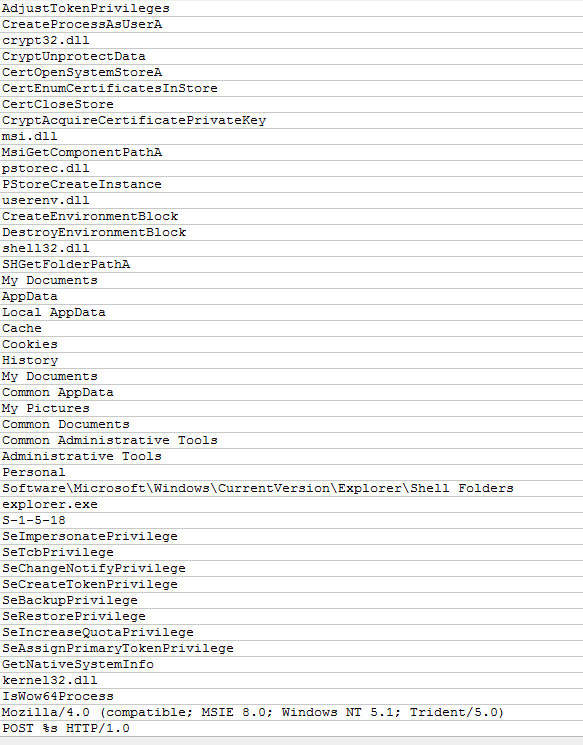 AdjustTokenPrivileges
CreateProcessAsUserA
crypt32.dll
CryptUnprotectData
CertOpenSystemStoreA
CertEnumCertificatesInStore
CertCloseStore
CryptAcquireCertificatePrivateKey
msi.dll
MsiGetComponentPathA
pstorec.dll
PStoreCreateInstance
userenv.dll
CreateEnvironmentBlock
DestroyEnvironmentBlock
shell32.dll
SHGetFolderPathA
My Documents
AppData
Local AppData
Cache
Cookies
History
My Documents
Common AppData
My Pictures
Common Documents
Common Administrative Tools
Administrative Tools
Personal
Software\Microsoft\Windows\CurrentVersion\Explorer\Shell Folders
explorer.exe
S-1-5-18
SeImpersonatePrivilege
SeTcbPrivilege
SeChangeNotifyPrivilege
SeCreateTokenPrivilege
SeBackupPrivilege
SeRestorePrivilege
SeIncreaseQuotaPrivilege
SeAssignPrimaryTokenPrivilege
GetNativeSystemInfo
kernel32.dll
IsWow64Process
Mozilla/4.0 (compatible; MSIE 8.0; Windows NT 5.1; Trident/5.0)
POST %s HTTP/1.0